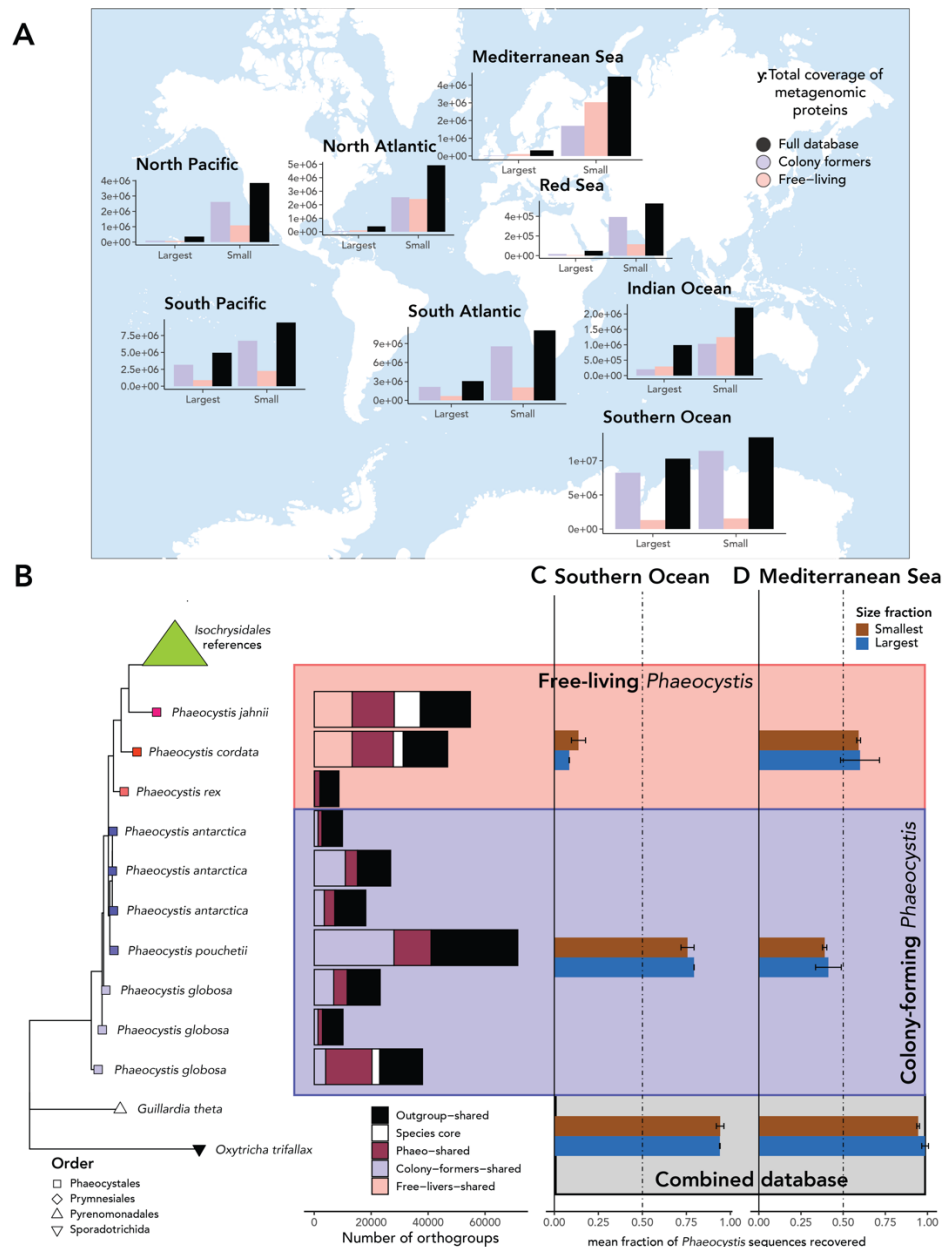 A
Mediterranean Sea
4e+06
3e+06
2e+06
1e+06
0e+00
Largest
Small
y:Total coverage of
metagenomic
proteins
Full database
Colony formers
Free-living
North Atlantic
5e+06
4e+06
3e+06
2e+06
1e+06
0e+00
Largest
Small
North Pacific
4e+06
3e+06
2e+06
1e+06
0e+00
Largest
Small
Red Sea
4e+05
2e+05
0e+00
Largest
Small
South Pacific
7.5e+06
5.0e+06
2.5e+06
0.0e+00
Largest
Small
South Atlantic
9e+06
6e+06
3e+06
0e+00
Largest
Small
Indian Ocean
2.0e+06
1.5e+06
1.0e+06
5.0e+05
0.0e+00
Largest
Small
Southern Ocean
1e+07
5e+06
0e+00
Largest
Small
B
Isochrysidales
references
Phaeocystis jahnii
Phaeocystis cordata
Phaeocystis rex
Phaeocystis antarctica
Phaeocystis antarctica
Phaeocystis antarctica
Phaeocystis pouchetii
Phaeocystis globosa
Phaeocystis globosa
Phaeocystis globosa
Guillardia theta
Oxytricha trifallax
Order
Phaeocystales
Prymnesiales
Pyrenomonadales
Sporadotrichida
Outgroup-shared
Species core
Phaeo-shared
Colony-formers-shared
Free-livers-shared
0 20000 40000 60000
Number of orthogroups
C Southern Ocean
D Mediterranean Sea
Size fraction
Smallest
Largest
Free-living Phaeocystis
Colony-forming Phaeocystis
Combined database
0.00 0.25 0.50 0.75 1.00
0.00 0.25 0.50 0.75 1.00
mean fraction of Phaeocystis sequences recovered